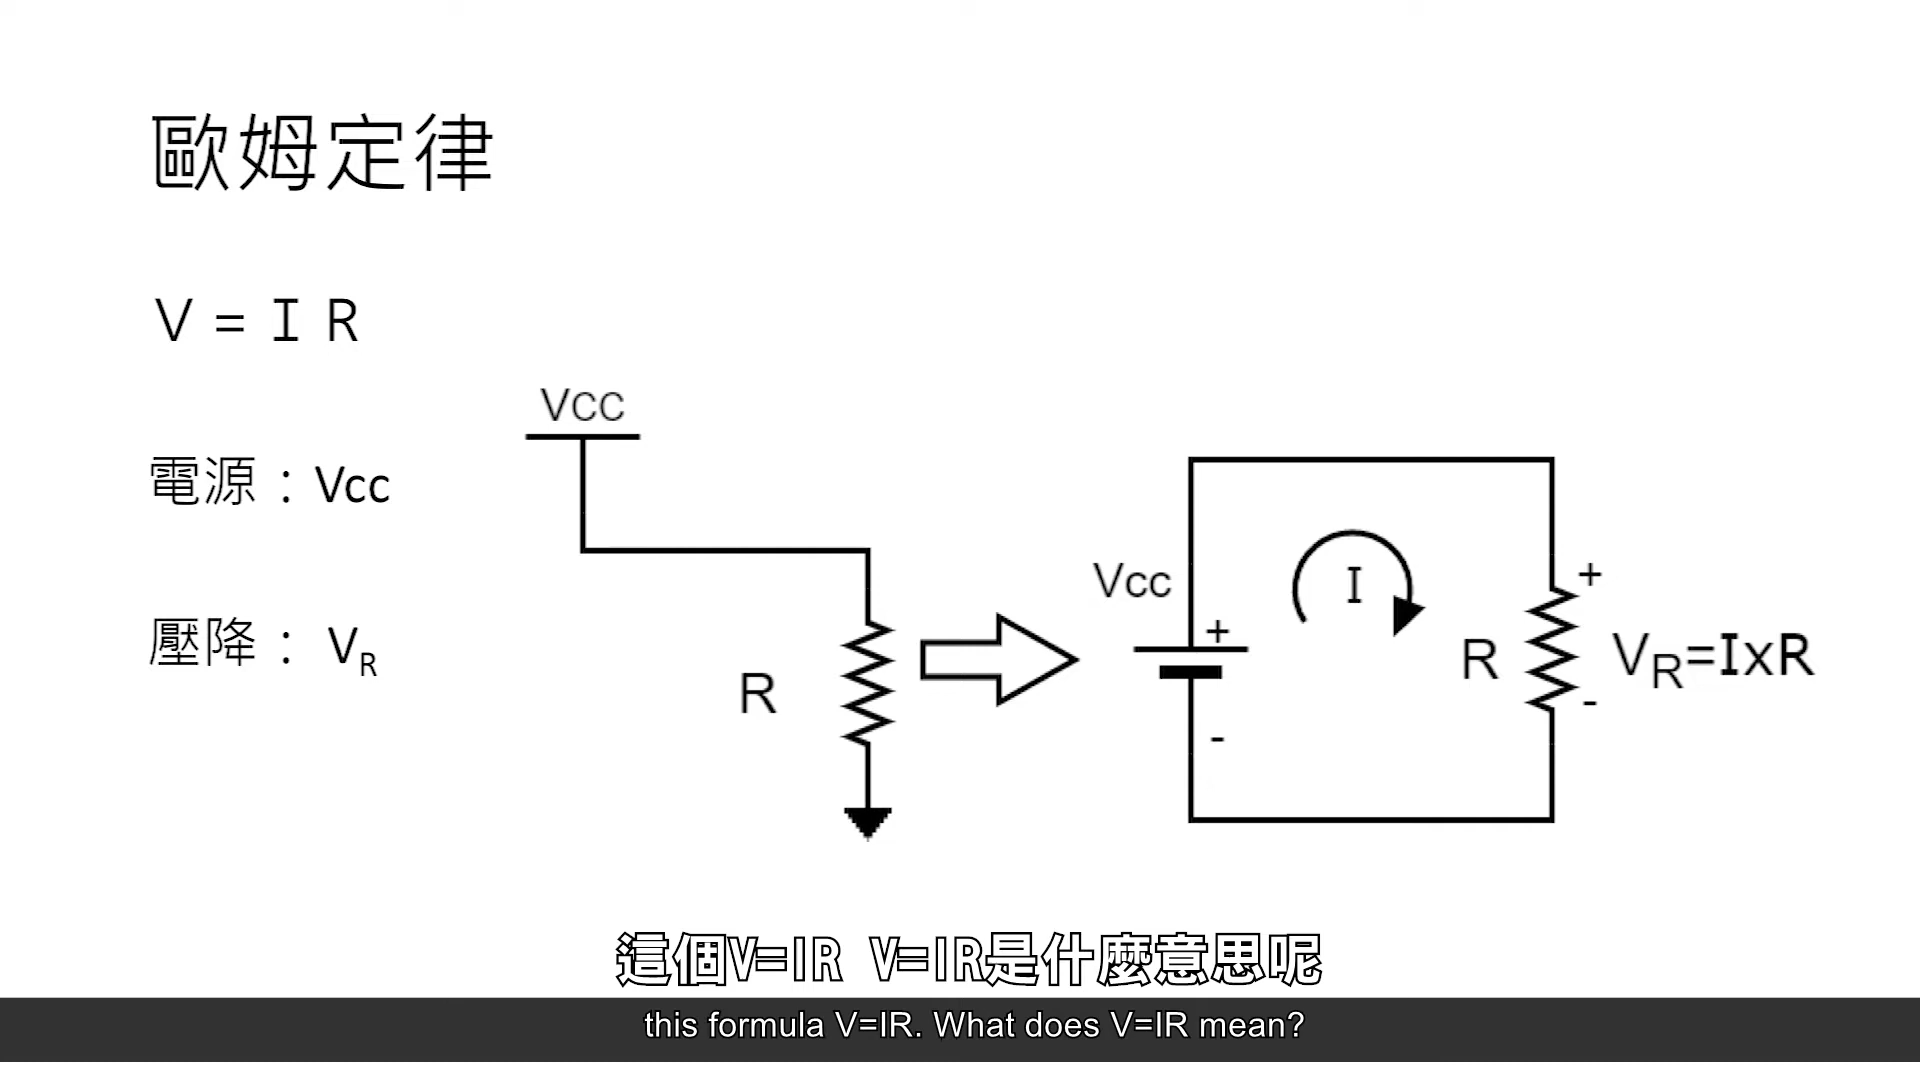 歐姆定律
V = I R
電源：Vcc
壓降： VR
Vcc
R
Vcc
+
-
I
R
+
-
VR=IxR
這個V=IR V=IR是什麼意思呢
this formula V=IR. What does V=IR mean?